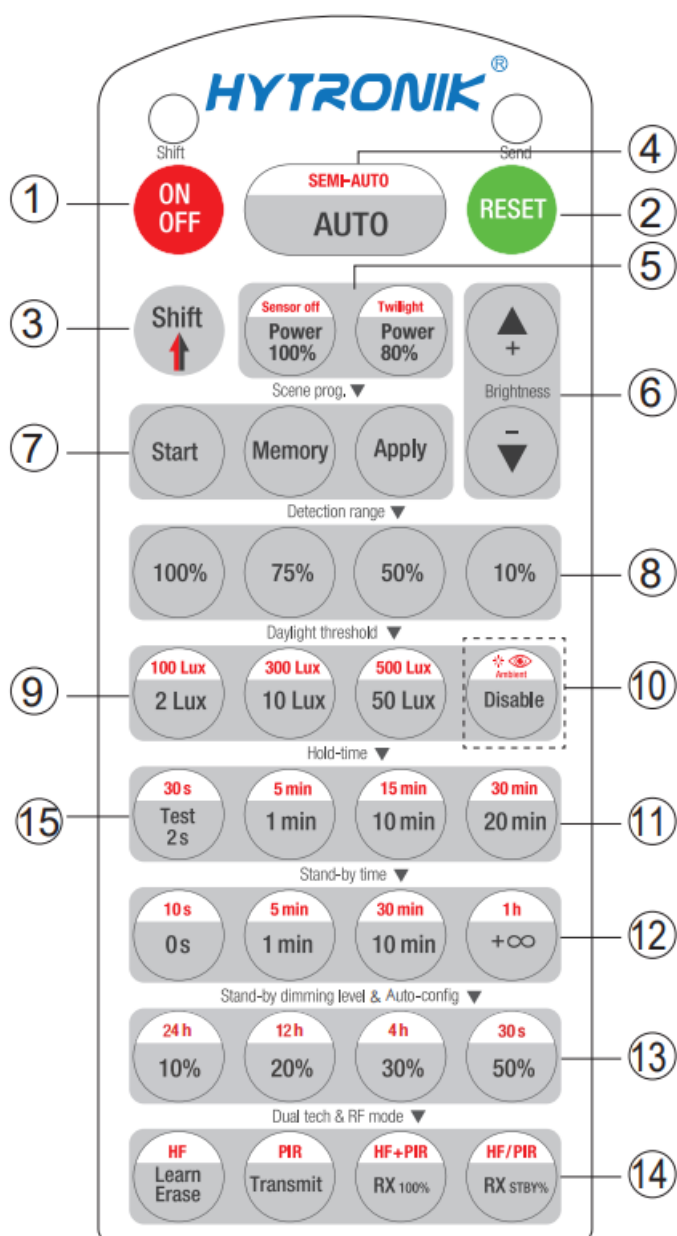 HYTRONIK®
Shift
Send
④
① ON OFF
SEMI-AUTO
AUTO
RESET ②
⑤
③ Shift
Sensor off
Power 100%
Twilight
Power 80%
+
Brightness ⑥
−
Scene prog. ▼
⑦ Start Memory Apply
Detection range ▼
100% 75% 50% 10% ⑧
Daylight threshold ▼
100 Lux 300 Lux 500 Lux Ambient
⑨ 2 Lux 10 Lux 50 Lux Disable ⑩
Hold-time ▼
30 s 5 min 15 min 30 min
⑮ Test 2 s 1 min 10 min 20 min ⑪
Stand-by time ▼
10 s 5 min 30 min 1 h
0 s 1 min 10 min +∞ ⑫
Stand-by dimming level & Auto-config ▼
24 h 12 h 4 h 30 s
10% 20% 30% 50% ⑬
Dual tech & RF mode ▼
HF PIR HF+PIR HF/PIR
Learn Erase Transmit RX 100% RX STBY% ⑭